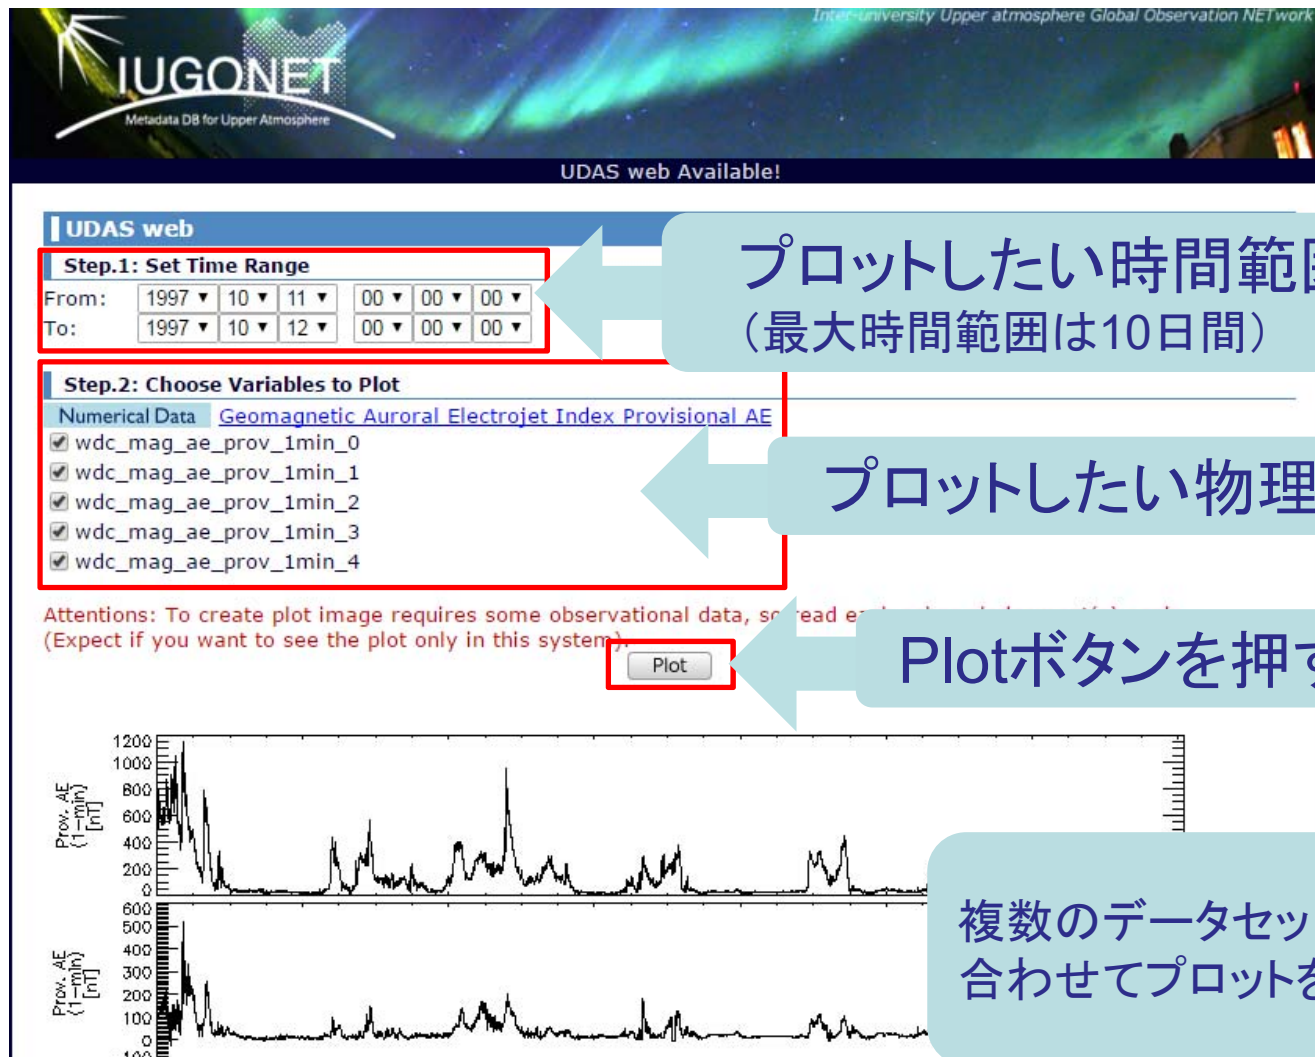 Inter-university Upper atmosphere Global Observation NETwork
IUGONET
Metadata DB for Upper Atmosphere
UDAS web Available!
UDAS web
Step.1: Set Time Range
プロットしたい時間範囲
（最大時間範囲は10日間）
From: 1997 10 11 00 00 00
To: 1997 10 12 00 00 00
Step.2: Choose Variables to Plot
Numerical Data Geomagnetic Auroral Electrojet Index Provisional AE
wdc_mag_ae_prov_1min_0
wdc_mag_ae_prov_1min_1
wdc_mag_ae_prov_1min_2
wdc_mag_ae_prov_1min_3
wdc_mag_ae_prov_1min_4
プロットしたい物理
Attentions: To create plot image requires some observational data, so read
(Expect if you want to see the plot only in this system).
Plot
Plotボタンを押す
1200
1000
800
600
400
200
0
Prov. AE
(1-min)
[nT]
600
500
400
300
200
100
0
-100
Prov. AE
(1-min)
[nT]
複数のデータセッ
合わせてプロットを